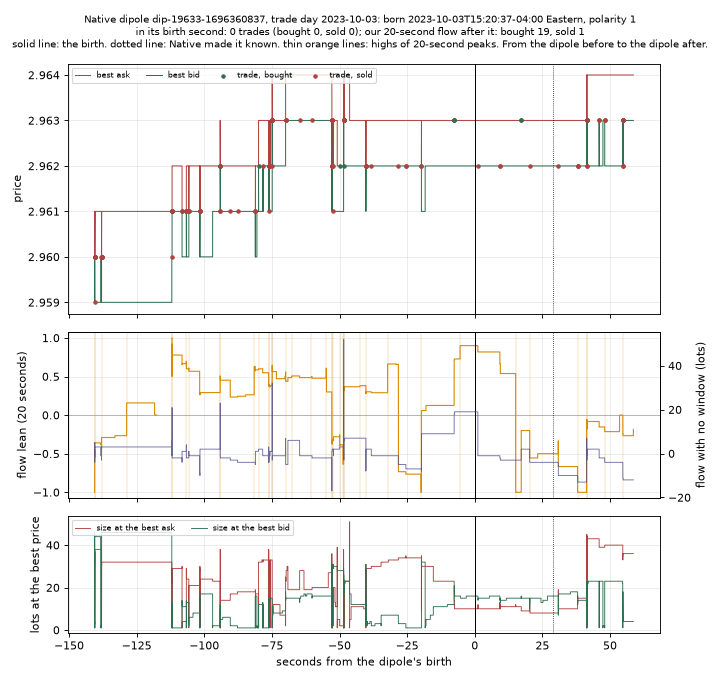 Native dipole dip-19633-1696360837, trade day 2023-10-03: born 2023-10-03T15:20:37-04:00 Eastern, polarity 1
in its birth second: 0 trades (bought 0, sold 0); our 20-second flow after it: bought 19, sold 1
solid line: the birth. dotted line: Native made it known. thin orange lines: highs of 20-second peaks. From the dipole before to the dipole after.
best ask best bid trade, bought trade, sold
2.964
2.963
2.962
2.961
2.960
2.959
price
1.0
0.5
0.0
−0.5
−1.0
flow lean (20 seconds)
40
20
0
−20
flow with no window (lots)
size at the best ask size at the best bid
40
20
0
lots at the best price
−150 −125 −100 −75 −50 −25 0 25 50
seconds from the dipole's birth